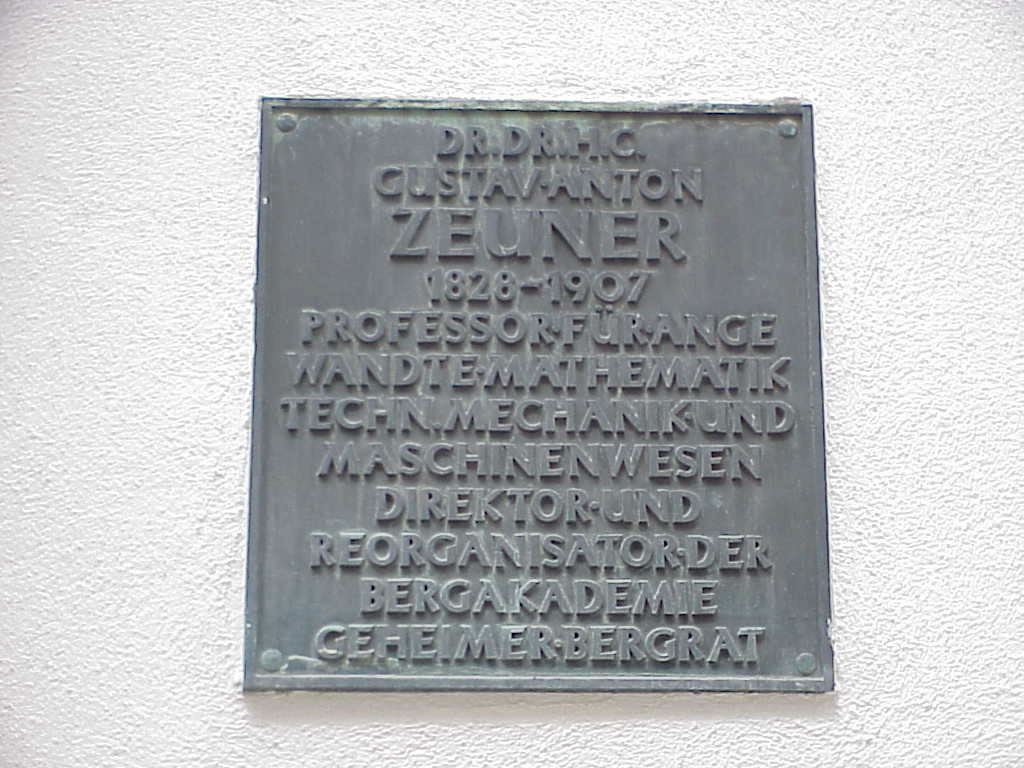 DR. DR. H. C.
GUSTAV·ANTON
ZEUNER
1828-1907
PROFESSOR·FÜR·ANGE
WANDTE·MATHEMATIK
TECHN. MECHANIK·UND
MASCHINENWESEN
DIREKTOR·UND
REORGANISATOR·DER
BERGAKADEMIE
GEHEIMER·BERGRAT